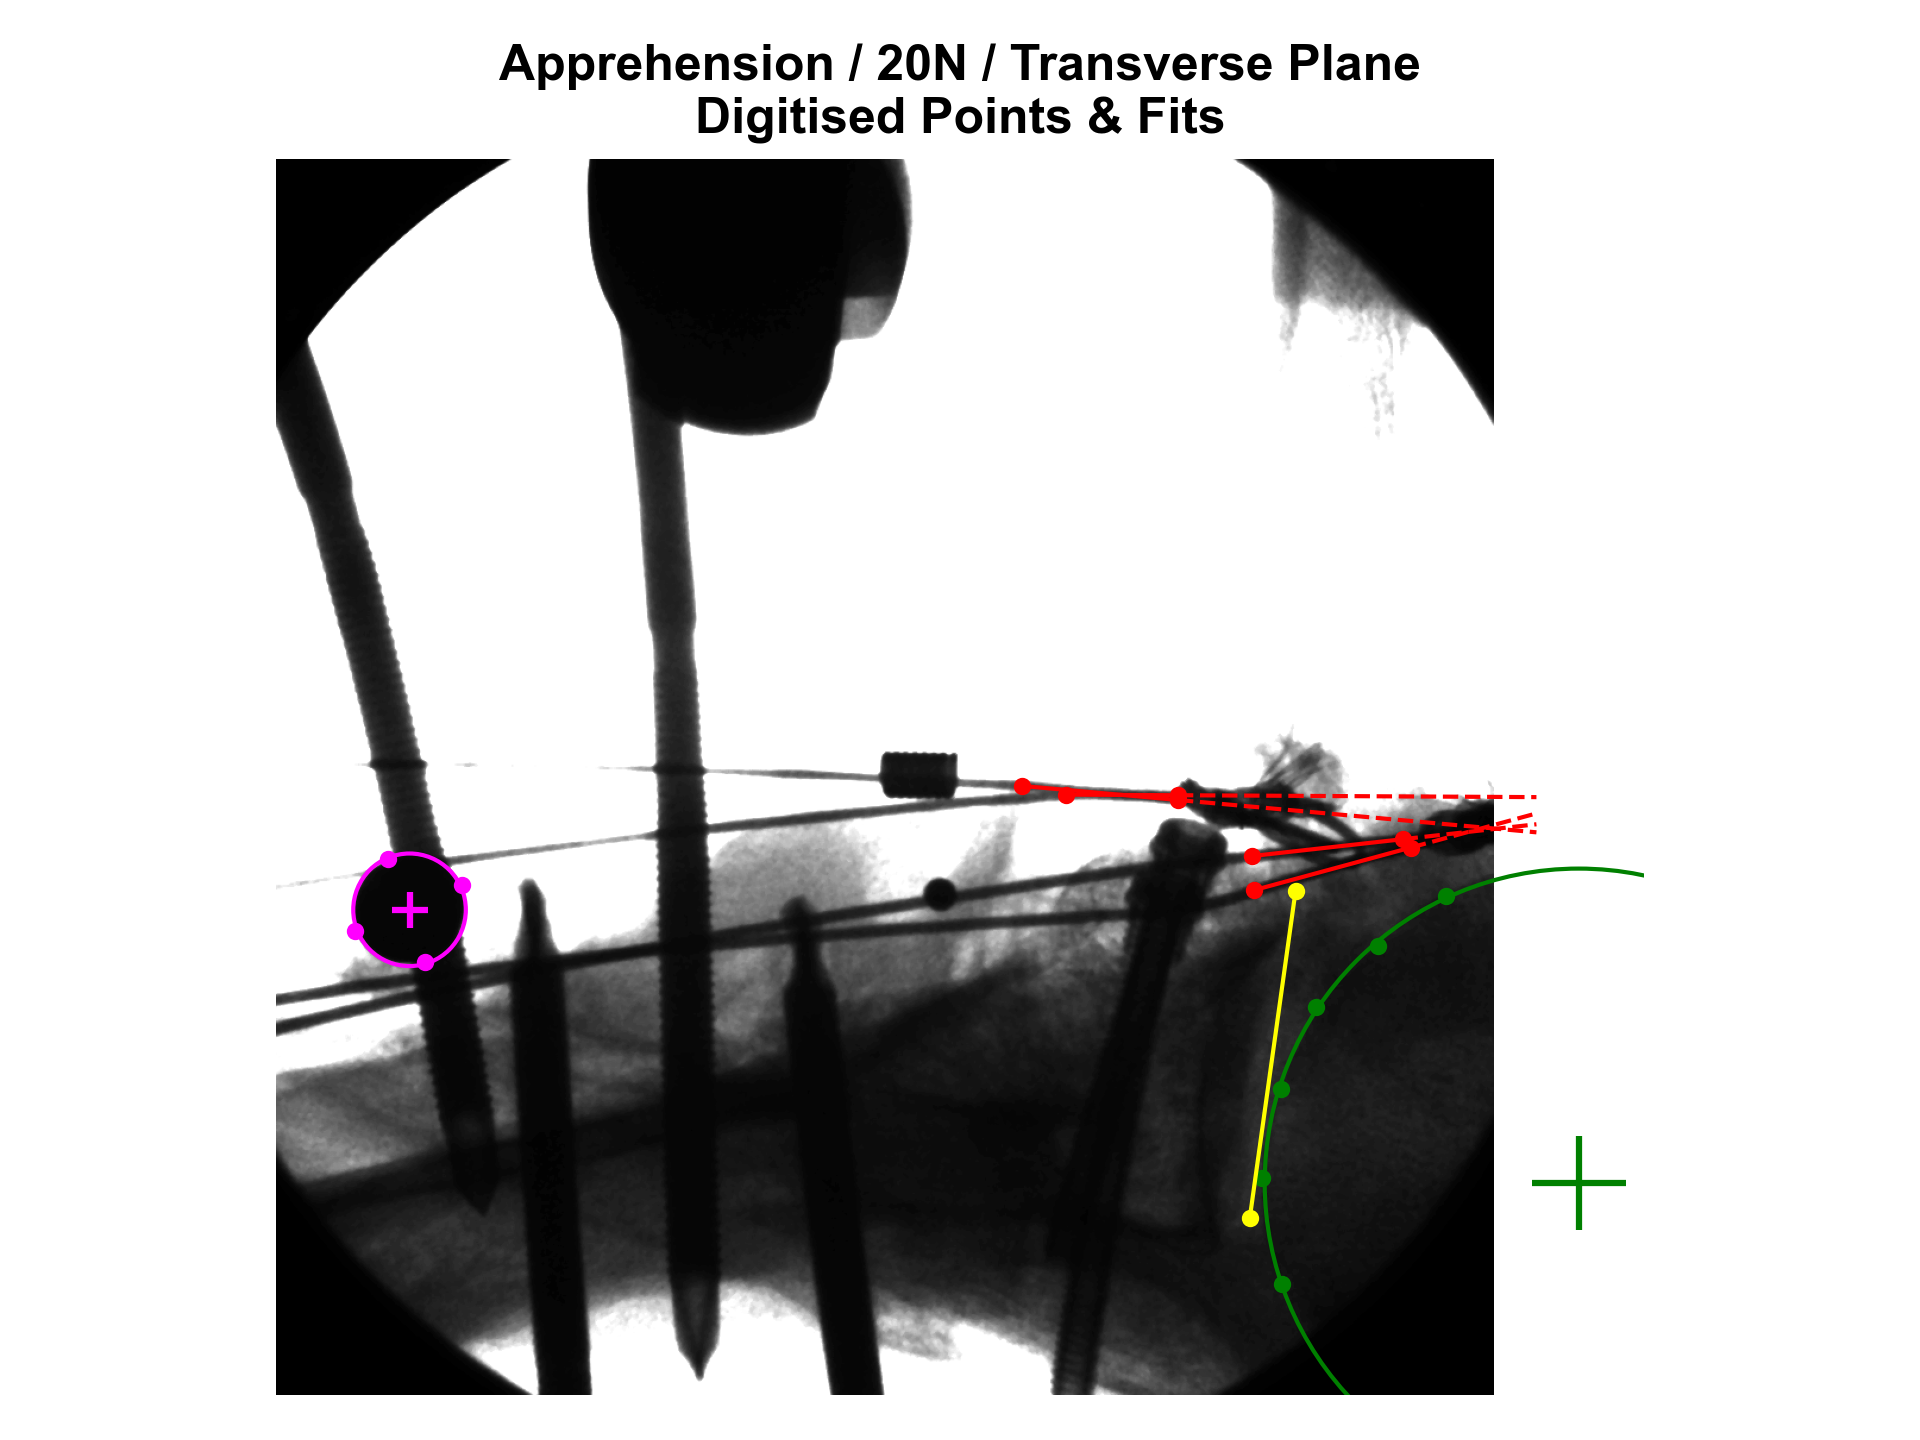 Apprehension / 20N / Transverse Plane
Digitised Points & Fits